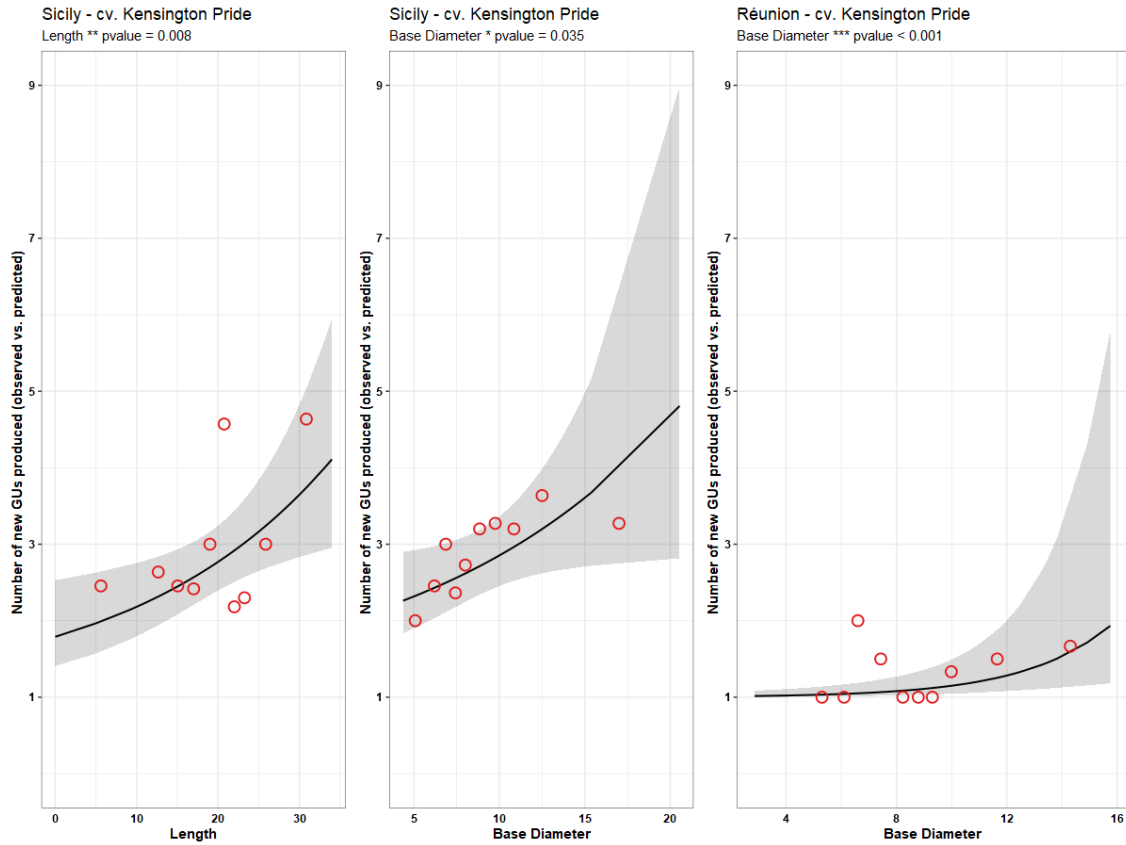 Sicily - cv. Kensington Pride
Length ** pvalue = 0.008
Number of new GUs produced (observed vs. predicted)
9
7
5
3
1
0
10
20
30
Length
Sicily - cv. Kensington Pride
Base Diameter * pvalue = 0.035
Number of new GUs produced (observed vs. predicted)
9
7
5
3
1
5
10
15
20
Base Diameter
Réunion - cv. Kensington Pride
Base Diameter *** pvalue < 0.001
Number of new GUs produced (observed vs. predicted)
9
7
5
3
1
4
8
12
16
Base Diameter